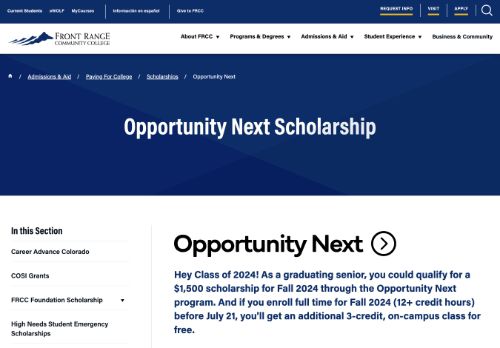 Current Students eWOLF MyCourses Información en español Give to FRCC REQUEST INFO VISIT APPLY
FRONT RANGE
COMMUNITY COLLEGE
About FRCC Programs & Degrees Admissions & Aid Student Experience Business & Community
/ Admissions & Aid / Paying For College / Scholarships / Opportunity Next
Opportunity Next Scholarship
In this Section
Career Advance Colorado
COSI Grants
FRCC Foundation Scholarship
High Needs Student Emergency
Scholarships
Opportunity Next
Hey Class of 2024! As a graduating senior, you could qualify for a
$1,500 scholarship for Fall 2024 through the Opportunity Next
program. And if you enroll full time for Fall 2024 (12+ credit hours)
before July 21, you'll get an additional 3-credit, on-campus class for
free.